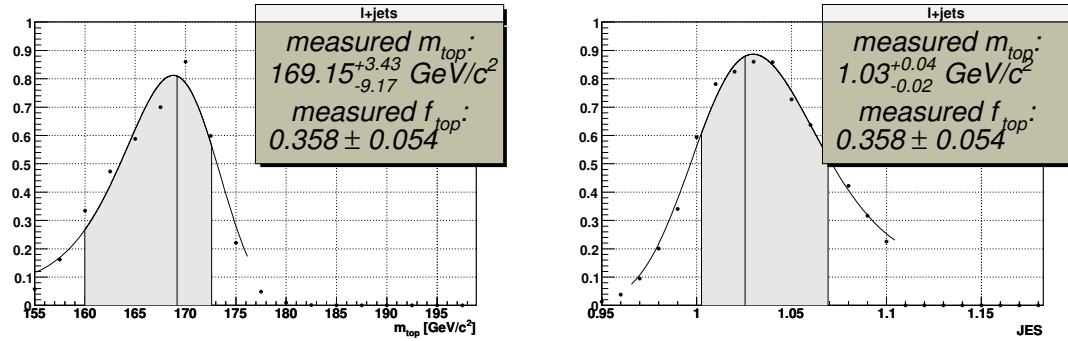 l+jets
measured m_top:
169.15 +3.43 -9.17 GeV/c²
measured f_top:
0.358 ± 0.054
1
0.9
0.8
0.7
0.6
0.5
0.4
0.3
0.2
0.1
0
155 160 165 170 175 180 185 190 195
m_top [GeV/c²]
l+jets
measured m_top:
1.03 +0.04 -0.02 GeV/c²
measured f_top:
0.358 ± 0.054
1
0.9
0.8
0.7
0.6
0.5
0.4
0.3
0.2
0.1
0
0.95 1 1.05 1.1 1.15
JES